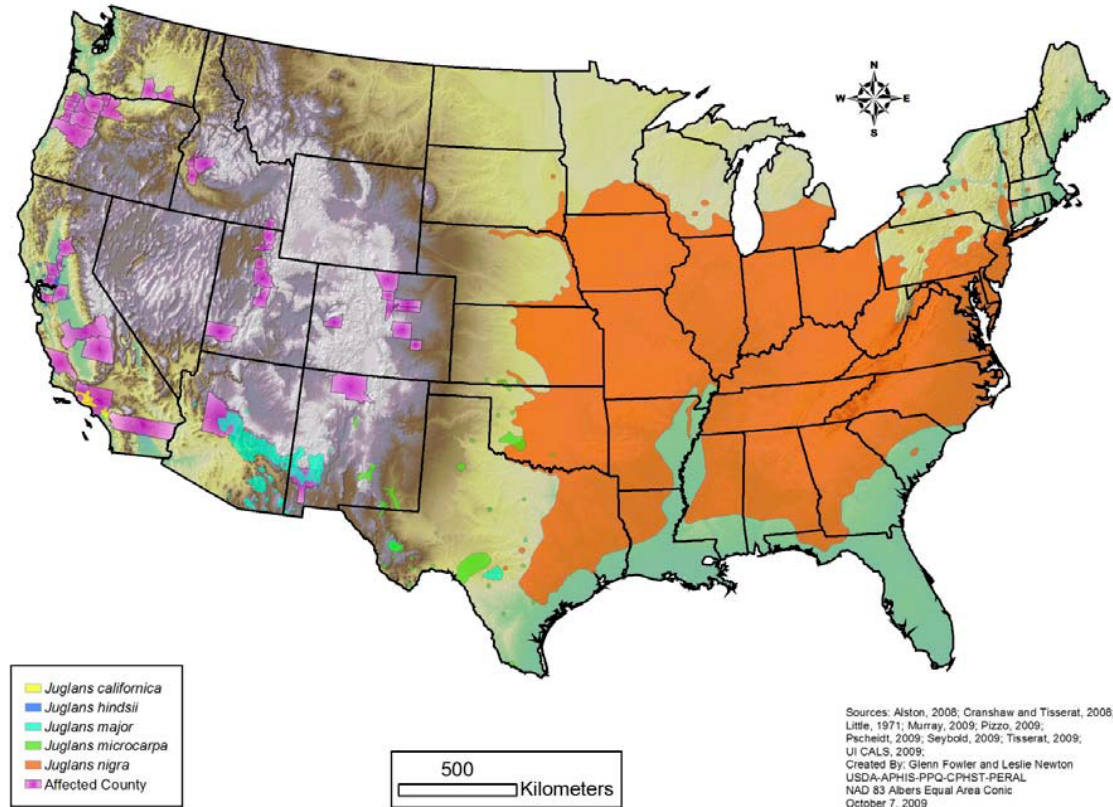 N
W E
S
Juglans californica
Juglans hindsii
Juglans major
Juglans microcarpa
Juglans nigra
Affected County
500
Kilometers
Sources: Alston, 2008; Cranshaw and Tisserat, 2008;
Little, 1971; Murray, 2009; Pizzo, 2009;
Pscheidt, 2009; Seybold, 2009; Tisserat, 2009;
UI CALS, 2009;
Created By: Glenn Fowler and Leslie Newton
USDA-APHIS-PPQ-CPHST-PERAL
NAD 83 Albers Equal Area Conic
October 7, 2009